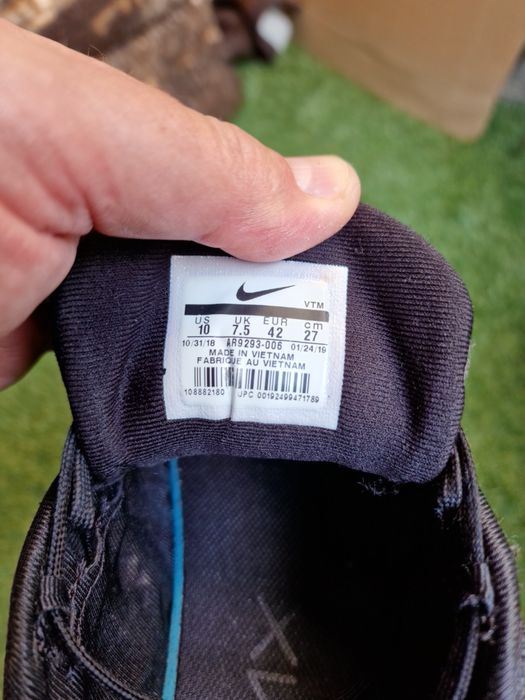 VTM
US UK EUR cm
10 7.5 42 27
10/31/18 AR9293-006 01/24/19
MADE IN VIETNAM
FABRIQUE AU VIETNAM
108882180 UPC 00192499471789